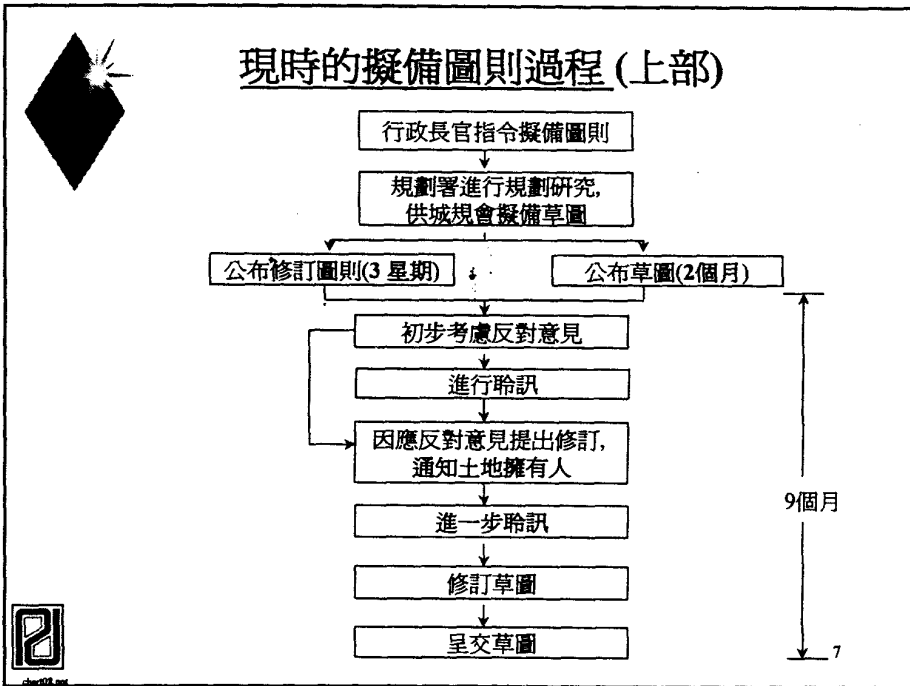 現時的擬備圖則過程 (上部)
行政長官指令擬備圖則
規劃署進行規劃研究,
供城規會擬備草圖
公布修訂圖則(3 星期)
公布草圖(2個月)
初步考慮反對意見
進行聆訊
因應反對意見提出修訂,
通知土地擁有人
9個月
進一步聆訊
修訂草圖
呈交草圖
7